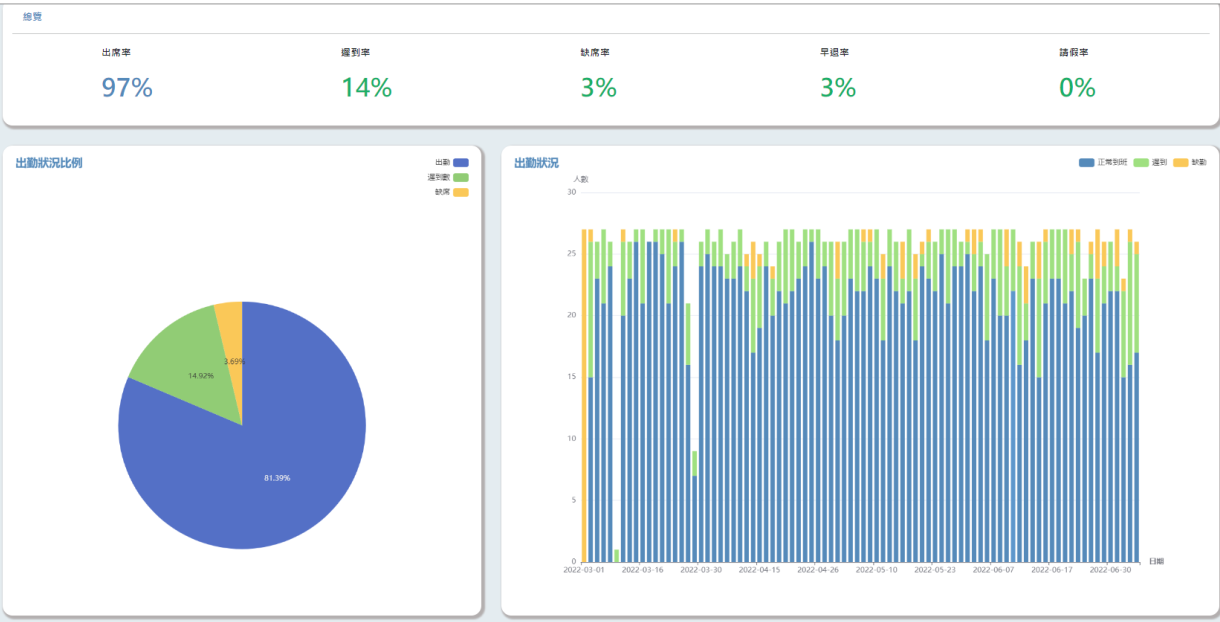 總覽
出席率 遲到率 缺席率 早退率 請假率
97% 14% 3% 3% 0%
出勤狀況比例
出勤
遲到數
缺席
3.69%
14.92%
81.39%
出勤狀況
正常到班 遲到 缺勤
人數
30
25
20
15
10
5
0
2022-03-01 2022-03-16 2022-03-30 2022-04-15 2022-04-26 2022-05-10 2022-05-23 2022-06-07 2022-06-17 2022-06-30
日期